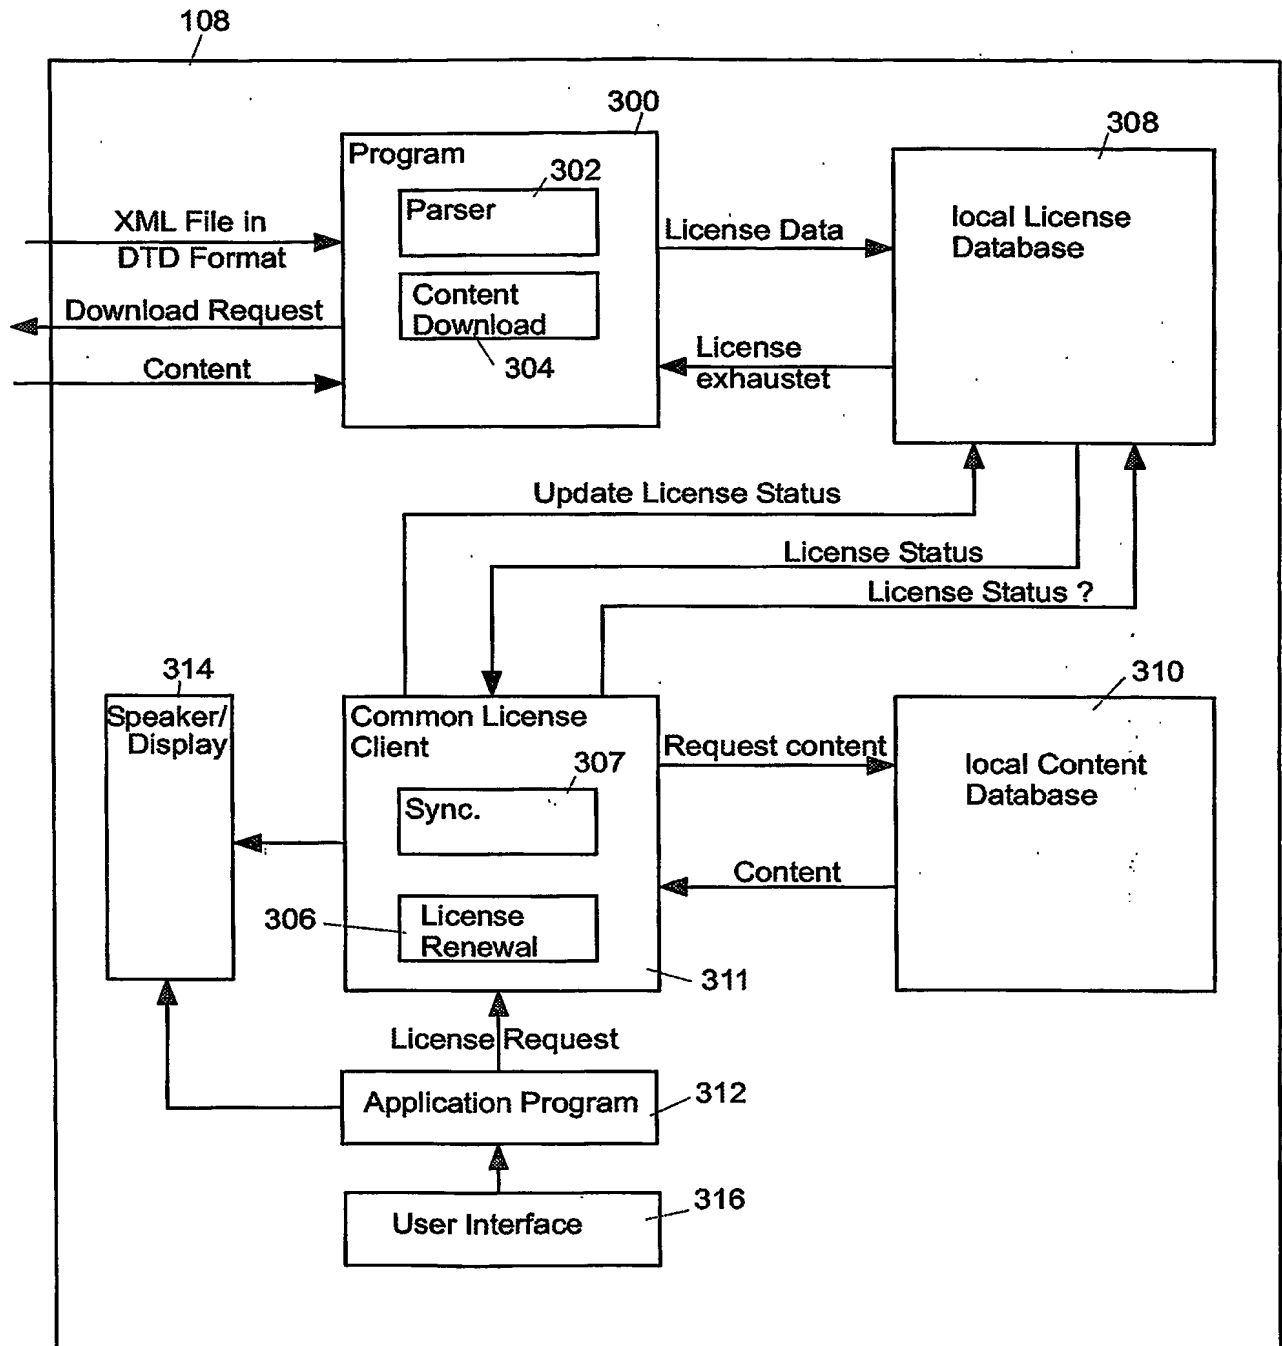 108
300
308
Program
302
Parser
XML File in
DTD Format
License Data
local License
Database
Content
Download
304
Download Request
Content
License
exhaustet
Update License Status
License Status
License Status ?
314
310
Speaker/
Display
Common License
Client
307
Sync.
Request content
local Content
Database
Content
306
License
Renewal
311
License Request
Application Program
312
User Interface
316